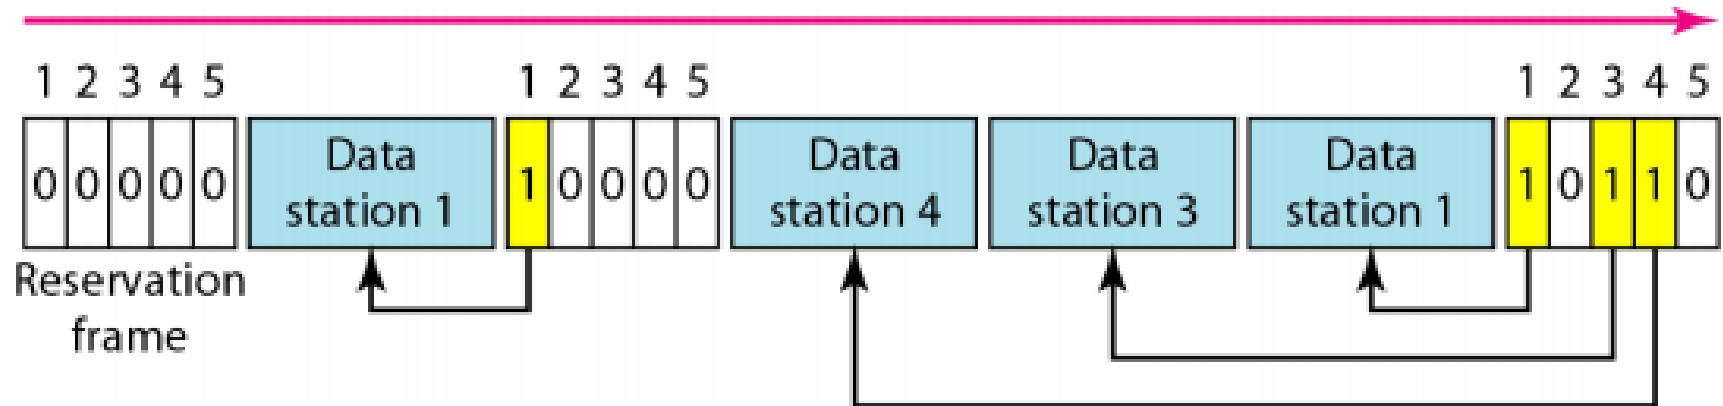 1 2 3 4 5 1 2 3 4 5 1 2 3 4 5
0 0 0 0 0 Data station 1 1 0 0 0 0 Data station 4 Data station 3 Data station 1 1 0 1 1 0
Reservation
frame